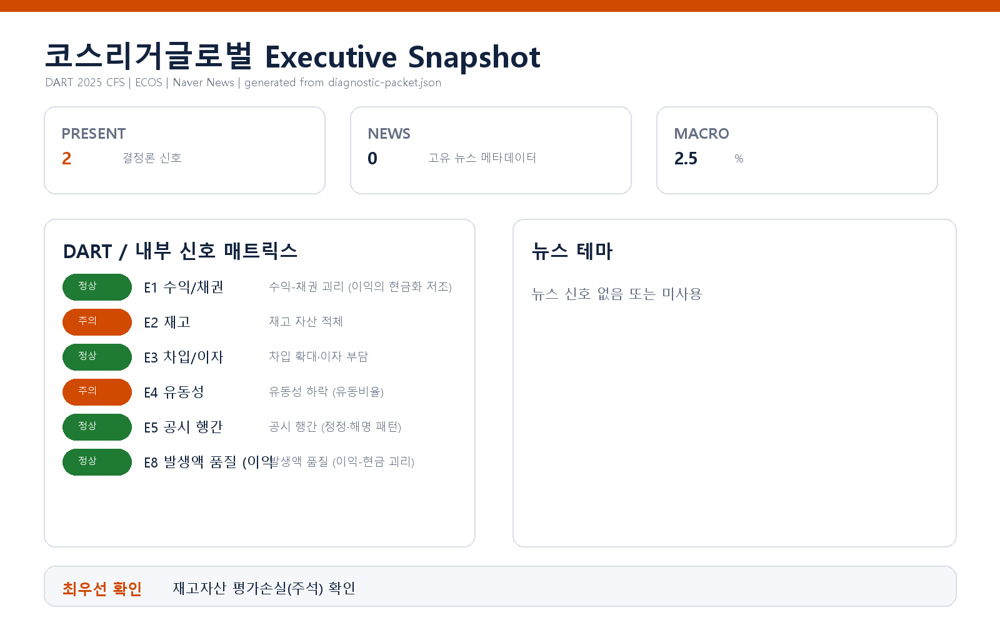 코스리거글로벌 Executive Snapshot
DART 2025 CFS | ECOS | Naver News | generated from diagnostic-packet.json
PRESENT
2 결정론 신호
NEWS
0 고유 뉴스 메타데이터
MACRO
2.5 %
DART / 내부 신호 매트릭스
정상 E1 수익/채권 수익-채권 괴리 (이익의 현금화 저조)
주의 E2 재고 재고 자산 적체
정상 E3 차입/이자 차입 확대·이자 부담
주의 E4 유동성 유동성 하락 (유동비율)
정상 E5 공시 행간 공시 행간 (정정·해명 패턴)
정상 E8 발생액 품질 (이익 발생액 품질 (이익-현금 괴리)
뉴스 테마
뉴스 신호 없음 또는 미사용
최우선 확인 재고자산 평가손실(주석) 확인